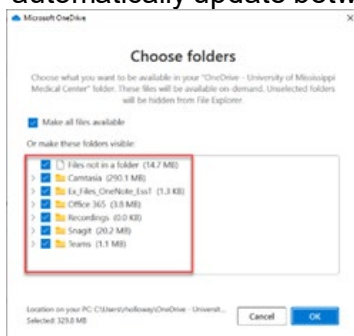 automatically update betw
Microsoft OneDrive
Choose folders
Choose what you want to be available in your "OneDrive - University of Mississippi
Medical Center" folder. These files will be available on-demand. Unselected folders
will be hidden from File Explorer.
Make all files available
Or make these folders visible:
Files not in a folder (14.7 MB)
Camtasia (290.1 MB)
Ex_Files_OneNote_EssT (1.3 KB)
Office 365 (3.8 MB)
Recordings (0.0 KB)
Snagit (20.2 MB)
Teams (1.1 MB)
Location on your PC: C:\Users\rholloway\OneDrive - Universit...
Selected: 329.8 MB
Cancel
OK